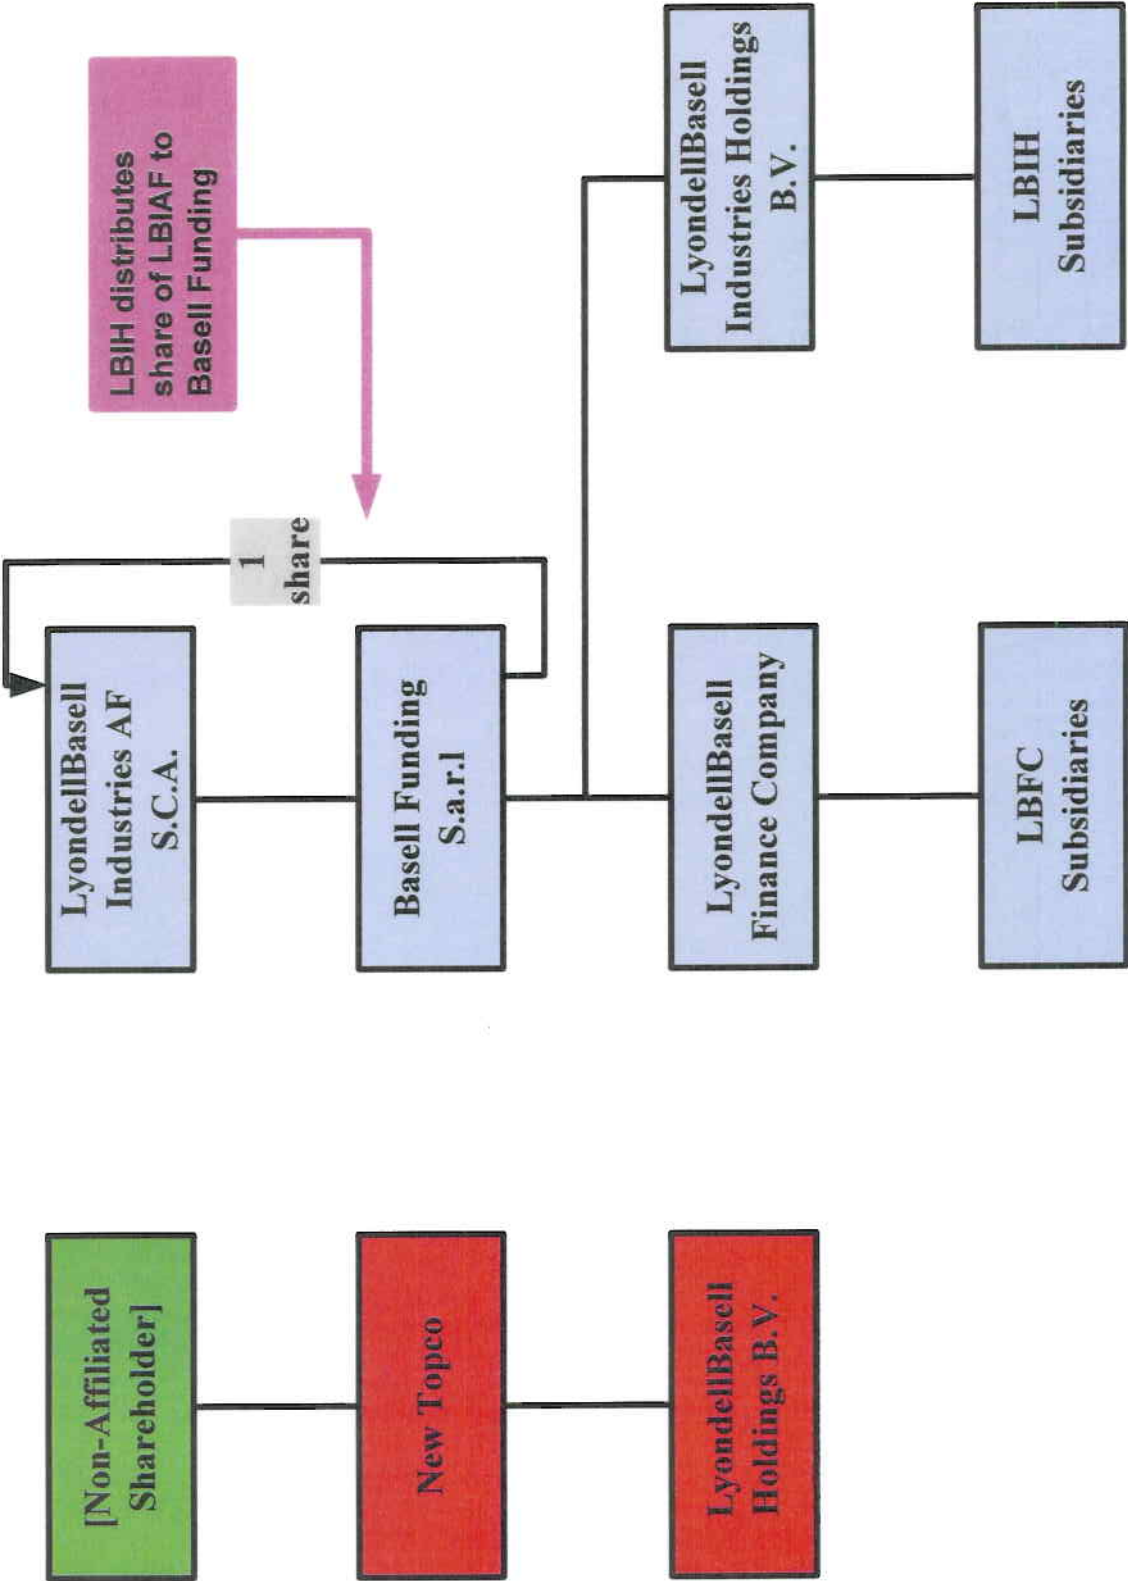 [Non-Affiliated
Shareholder]
New Topco
LyondellBasell
Holdings B.V.
LyondellBasell
Industries AF
S.C.A.
Basell Funding
S.a.r.l
LyondellBasell
Finance Company
LBFC
Subsidiaries
1
share
LBIH distributes
share of LBIAF to
Basell Funding
LyondellBasell
Industries Holdings
B.V.
LBIH
Subsidiaries